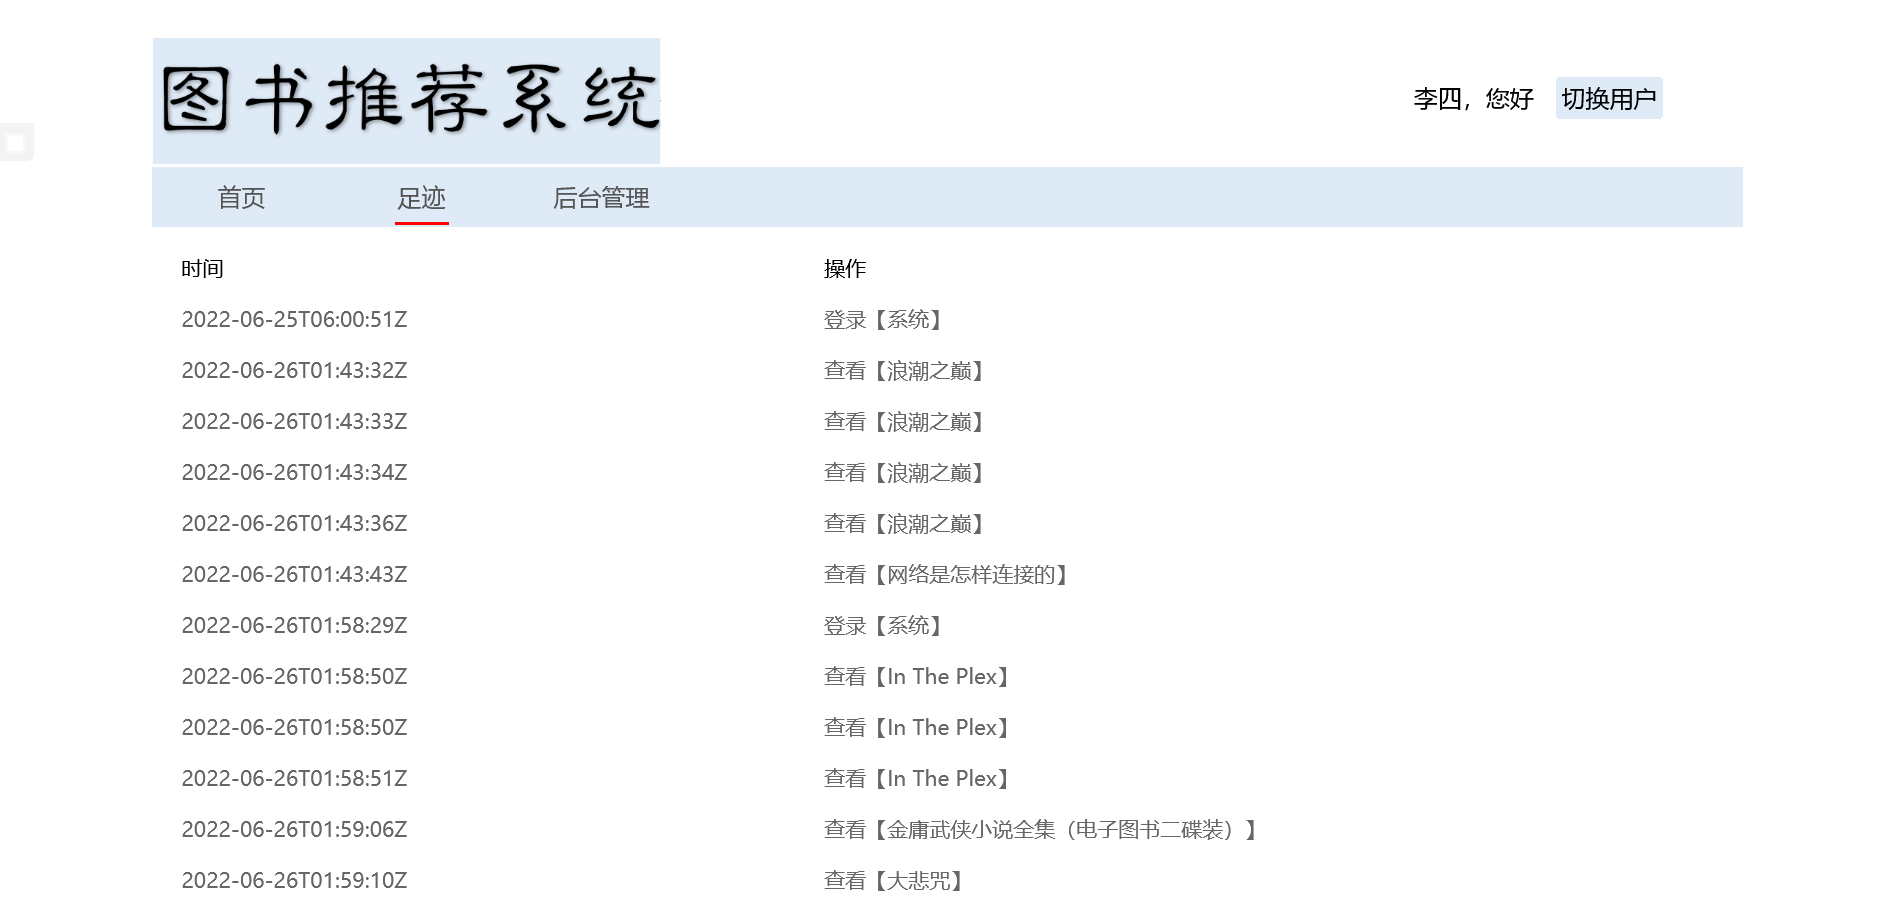 图书推荐系统
李四，您好 切换用户
首页 足迹 后台管理
时间 操作
2022-06-25T06:00:51Z 登录【系统】
2022-06-26T01:43:32Z 查看【浪潮之巅】
2022-06-26T01:43:33Z 查看【浪潮之巅】
2022-06-26T01:43:34Z 查看【浪潮之巅】
2022-06-26T01:43:36Z 查看【浪潮之巅】
2022-06-26T01:43:43Z 查看【网络是怎样连接的】
2022-06-26T01:58:29Z 登录【系统】
2022-06-26T01:58:50Z 查看【In The Plex】
2022-06-26T01:58:50Z 查看【In The Plex】
2022-06-26T01:58:51Z 查看【In The Plex】
2022-06-26T01:59:06Z 查看【金庸武侠小说全集（电子图书二碟装）】
2022-06-26T01:59:10Z 查看【大悲咒】